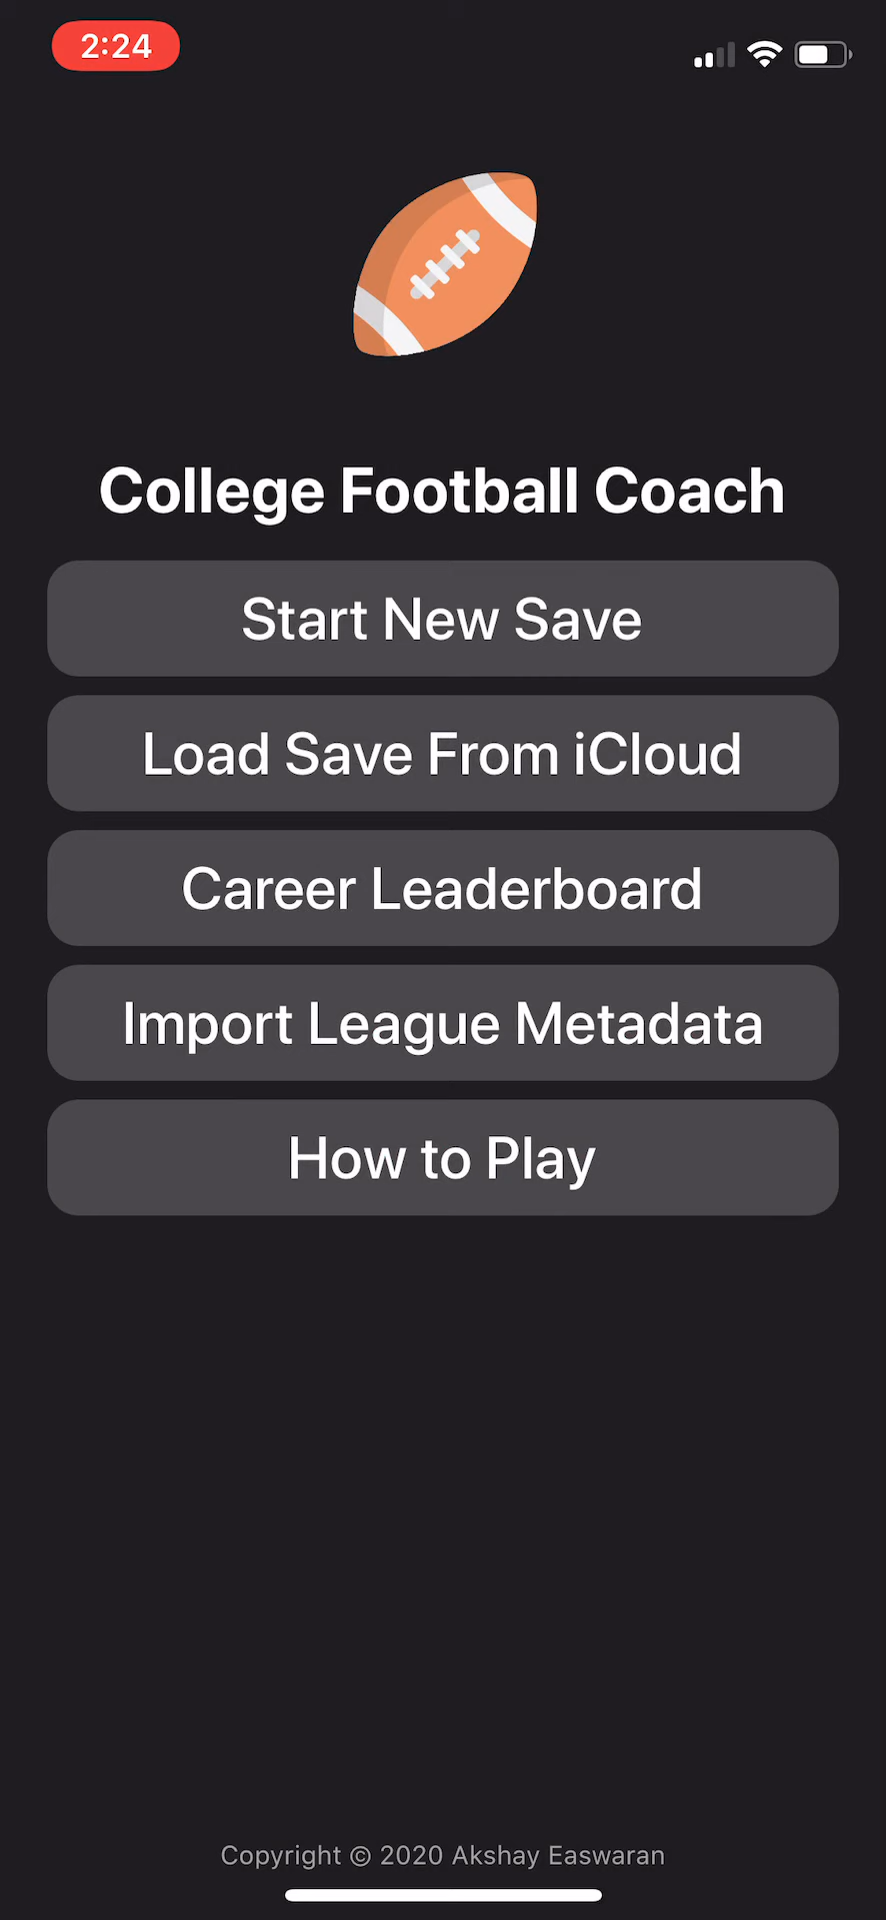 2:24
College Football Coach
Start New Save
Load Save From iCloud
Career Leaderboard
Import League Metadata
How to Play
Copyright © 2020 Akshay Easwaran